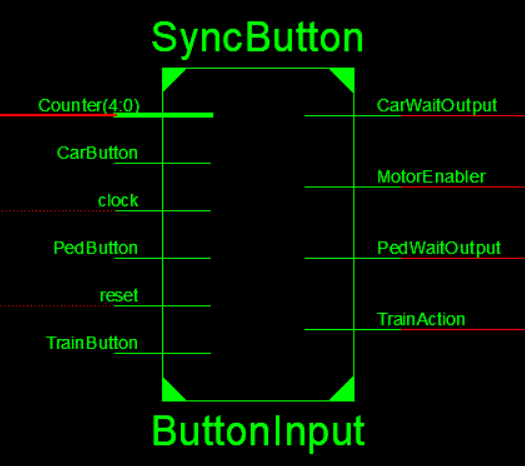 SyncButton
Counter(4:0)
CarButton
clock
PedButton
reset
TrainButton
CarWaitOutput
MotorEnabler
PedWaitOutput
TrainAction
ButtonInput